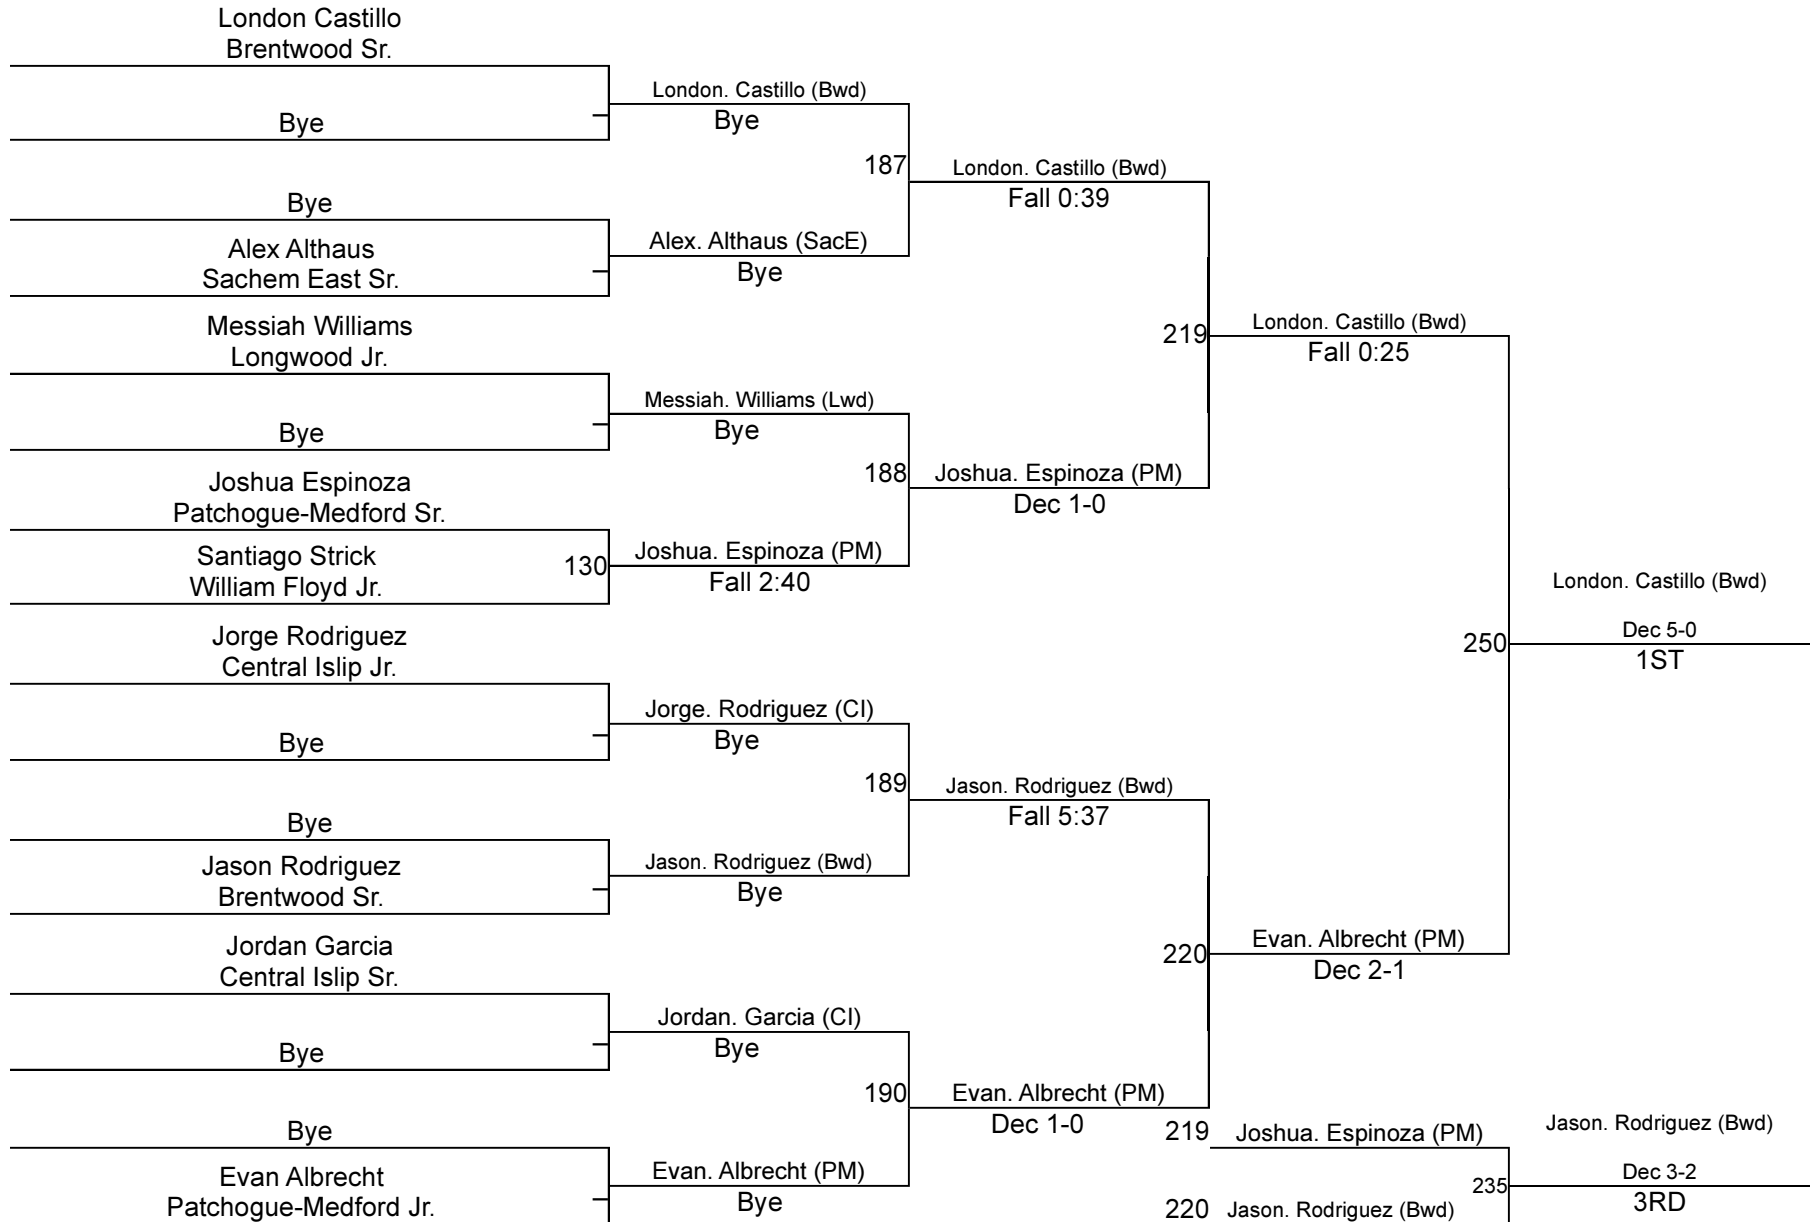 London Castillo
Brentwood Sr.
Bye
London. Castillo (Bwd)
Bye
187
London. Castillo (Bwd)
Fall 0:39
Bye
Alex Althaus
Sachem East Sr.
Alex. Althaus (SacE)
Bye
219
London. Castillo (Bwd)
Fall 0:25
Messiah Williams
Longwood Jr.
Bye
Messiah. Williams (Lwd)
Bye
188
Joshua. Espinoza (PM)
Dec 1-0
Joshua Espinoza
Patchogue-Medford Sr.
Santiago Strick
William Floyd Jr.
130
Joshua. Espinoza (PM)
Fall 2:40
250
London. Castillo (Bwd)
Dec 5-0
1ST
Jorge Rodriguez
Central Islip Jr.
Bye
Jorge. Rodriguez (CI)
Bye
189
Jason. Rodriguez (Bwd)
Fall 5:37
Bye
Jason Rodriguez
Brentwood Sr.
Jason. Rodriguez (Bwd)
Bye
220
Evan. Albrecht (PM)
Dec 2-1
Jordan Garcia
Central Islip Sr.
Bye
Jordan. Garcia (CI)
Bye
190
Evan. Albrecht (PM)
Dec 1-0
Bye
Evan Albrecht
Patchogue-Medford Jr.
Evan. Albrecht (PM)
Bye
219
Joshua. Espinoza (PM)
220
Jason. Rodriguez (Bwd)
235
Jason. Rodriguez (Bwd)
Dec 3-2
3RD